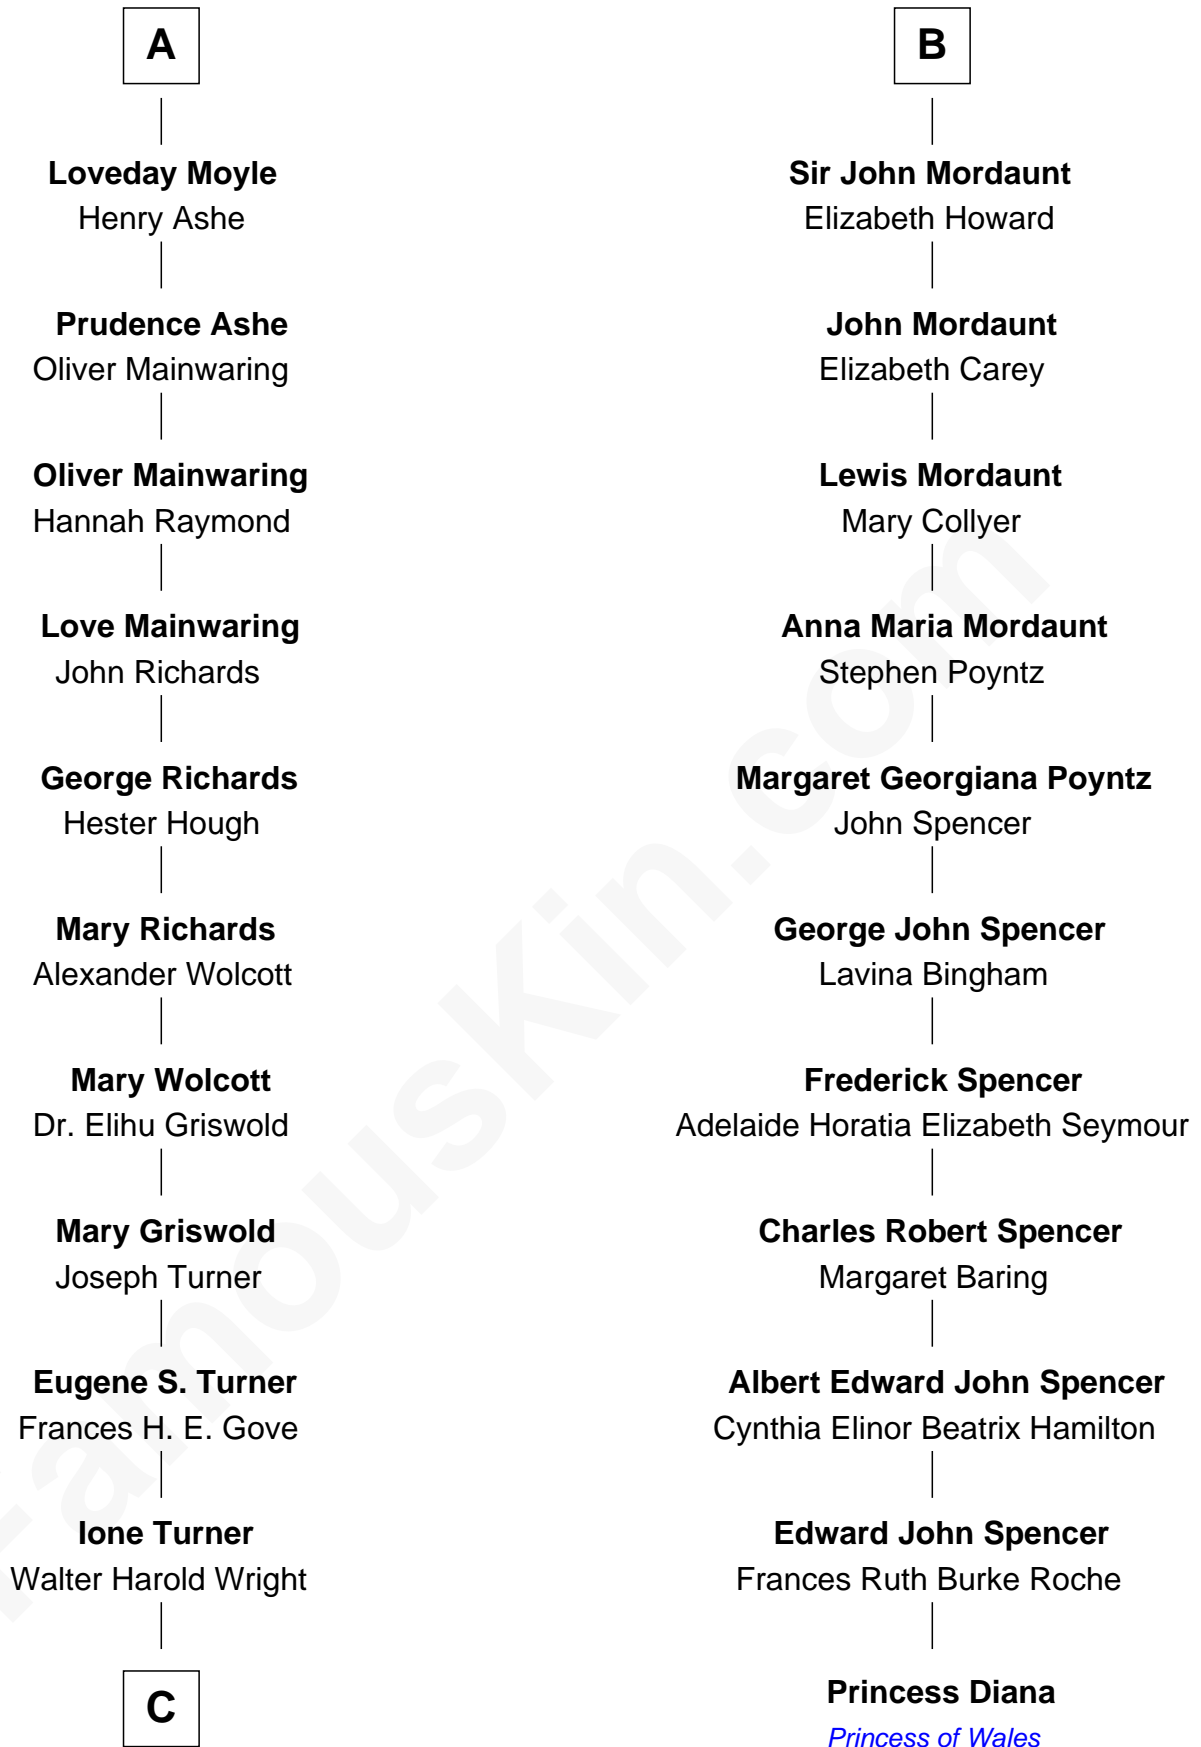 A
Loveday Moyle
Henry Ashe
Prudence Ashe
Oliver Mainwaring
Oliver Mainwaring
Hannah Raymond
Love Mainwaring
John Richards
George Richards
Hester Hough
Mary Richards
Alexander Wolcott
Mary Wolcott
Dr. Elihu Griswold
Mary Griswold
Joseph Turner
Eugene S. Turner
Frances H. E. Gove
Ione Turner
Walter Harold Wright
C
B
Sir John Mordaunt
Elizabeth Howard
John Mordaunt
Elizabeth Carey
Lewis Mordaunt
Mary Collyer
Anna Maria Mordaunt
Stephen Poyntz
Margaret Georgiana Poyntz
John Spencer
George John Spencer
Lavina Bingham
Frederick Spencer
Adelaide Horatia Elizabeth Seymour
Charles Robert Spencer
Margaret Baring
Albert Edward John Spencer
Cynthia Elinor Beatrix Hamilton
Edward John Spencer
Frances Ruth Burke Roche
Princess Diana
Princess of Wales
FamousKin.com